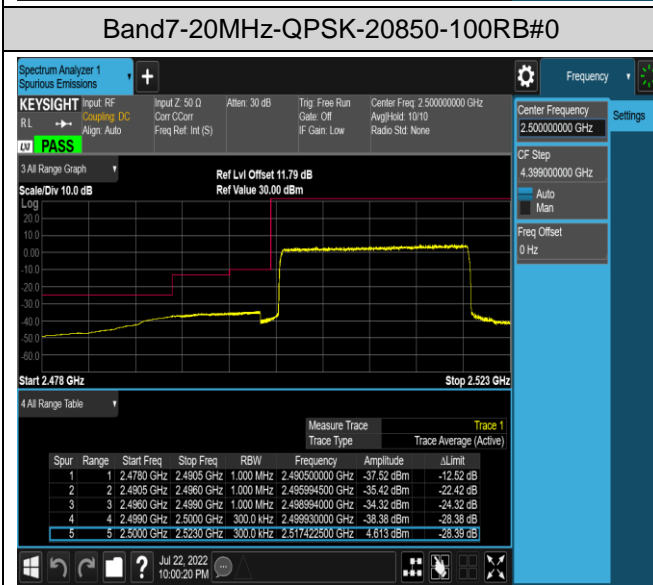 Band7-20MHz-QPSK-20850-100RB#0
Spectrum Analyzer 1
Spurious Emissions
Frequency
KEYSIGHT Input: RF Input Z: 50 Ω Atten: 30 dB Trig: Free Run Center Freq: 2.500000000 GHz
RL Coupling: DC Corr CCorr Gate: Off Avg|Hold: 10/10
Align: Auto Freq Ref: Int (S) IF Gain: Low Radio Std: None
LXI PASS
Center Frequency
2.500000000 GHz
Settings
CF Step
4.399000000 GHz
Auto
Man
Freq Offset
0 Hz
3 All Range Graph
Ref Lvl Offset 11.79 dB
Scale/Div 10.0 dB Ref Value 30.00 dBm
Log
20.0
10.0
0.00
-10.0
-20.0
-30.0
-40.0
-50.0
-60.0
Start 2.478 GHz Stop 2.523 GHz
4 All Range Table
Measure Trace Trace 1
Trace Type Trace Average (Active)
Spur Range Start Freq Stop Freq RBW Frequency Amplitude ΔLimit
1 1 2.4780 GHz 2.4905 GHz 1.000 MHz 2.490500000 GHz -37.52 dBm -12.52 dB
2 2 2.4905 GHz 2.4960 GHz 1.000 MHz 2.495994500 GHz -35.42 dBm -22.42 dB
3 3 2.4960 GHz 2.4990 GHz 1.000 MHz 2.498994000 GHz -34.32 dBm -24.32 dB
4 4 2.4990 GHz 2.5000 GHz 300.0 kHz 2.499930000 GHz -38.38 dBm -28.38 dB
5 5 2.5000 GHz 2.5230 GHz 300.0 kHz 2.517422500 GHz 4.613 dBm -28.39 dB
Jul 22, 2022
10:00:20 PM